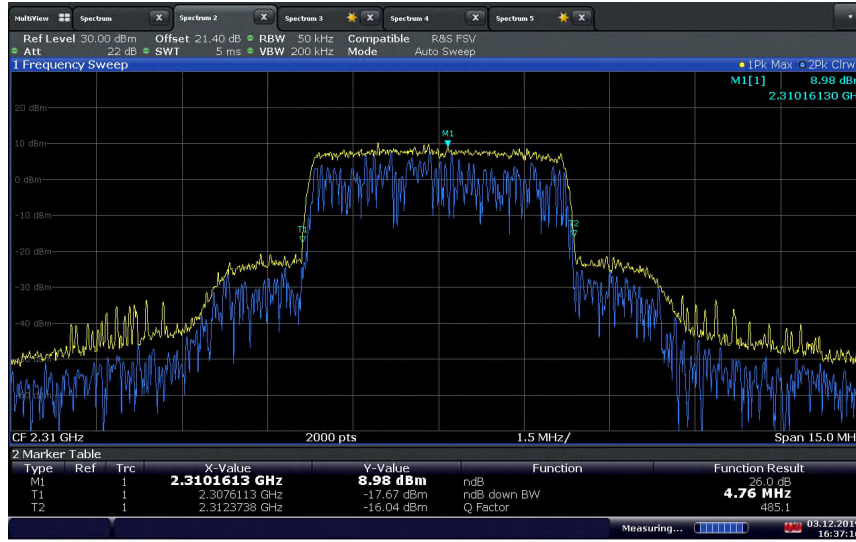 MultiView Spectrum X Spectrum 2 X Spectrum 3 X Spectrum 4 X Spectrum 5 X
Ref Level 30.00 dBm Offset 21.40 dB RBW 50 kHz Compatible R&S FSV
Att 22 dB SWT 5 ms VBW 200 kHz Mode Auto Sweep
1 Frequency Sweep 1Pk Max 2Pk Clrw
M1[1] 8.98 dBm
2.31016130 GH
20 dBm
10 dBm
M1
0 dBm
-10 dBm
T1 T2
-20 dBm
-30 dBm
-40 dBm
CF 2.31 GHz 2000 pts 1.5 MHz/ Span 15.0 MH
2 Marker Table
Type Ref Trc X-Value Y-Value Function Function Result
M1 1 2.3101613 GHz 8.98 dBm ndB 26.0 dB
T1 1 2.3076113 GHz -17.67 dBm ndB down BW 4.76 MHz
T2 1 2.3123738 GHz -16.04 dBm Q Factor 485.1
Measuring... 03.12.201
16:37:1